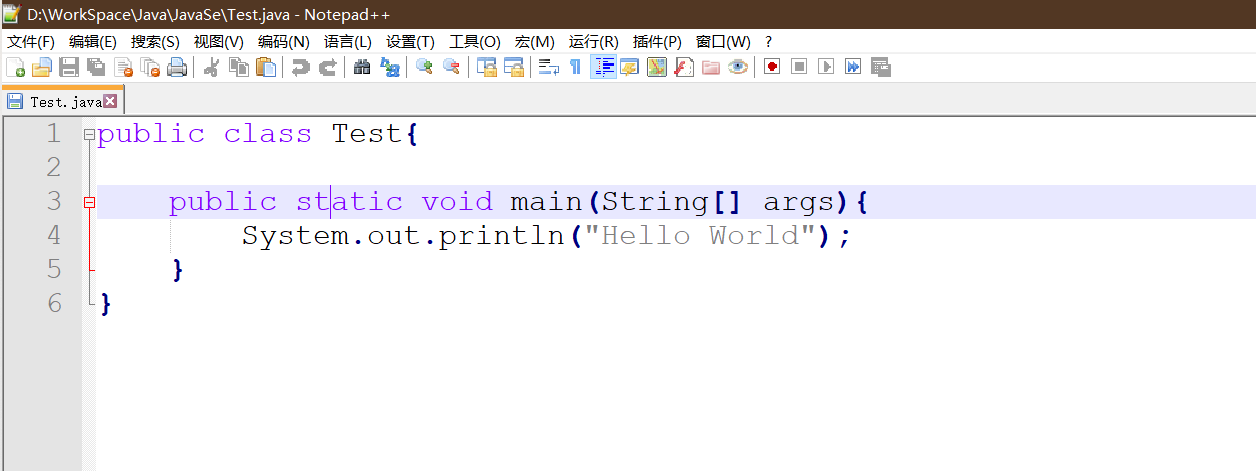 D:\WorkSpace\Java\JavaSe\Test.java - Notepad++
文件(F) 编辑(E) 搜索(S) 视图(V) 编码(N) 语言(L) 设置(T) 工具(O) 宏(M) 运行(R) 插件(P) 窗口(W) ?
Test.java
1 public class Test{
2
3 public static void main(String[] args){
4 System.out.println("Hello World");
5 }
6 }